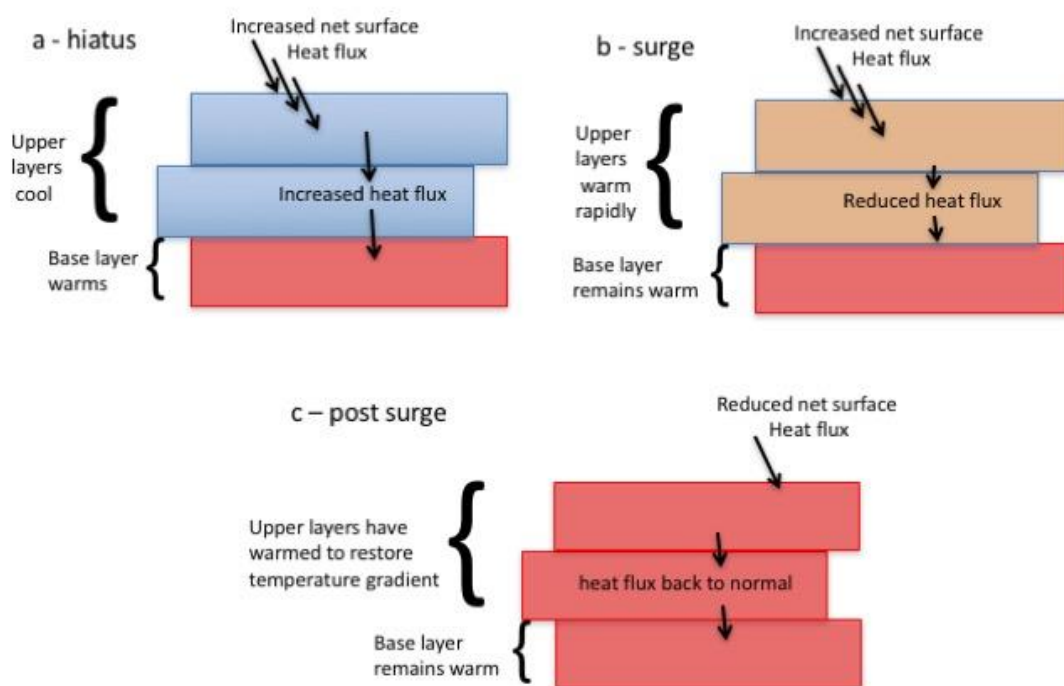 a - hiatus
Increased net surface
Heat flux
Upper
layers
cool
Increased heat flux
Base layer
warms
b - surge
Increased net surface
Heat flux
Upper
layers
warm
rapidly
Reduced heat flux
Base layer
remains warm
c – post surge
Reduced net surface
Heat flux
Upper layers have
warmed to restore
temperature gradient
heat flux back to normal
Base layer
remains warm